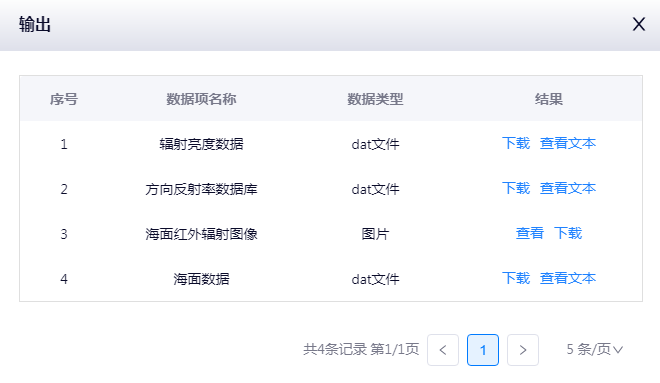 输出
序号 数据项名称 数据类型 结果
1 辐射亮度数据 dat文件 下载 查看文本
2 方向反射率数据库 dat文件 下载 查看文本
3 海面红外辐射图像 图片 查看 下载
4 海面数据 dat文件 下载 查看文本
共4条记录 第1/1页 1 5 条/页